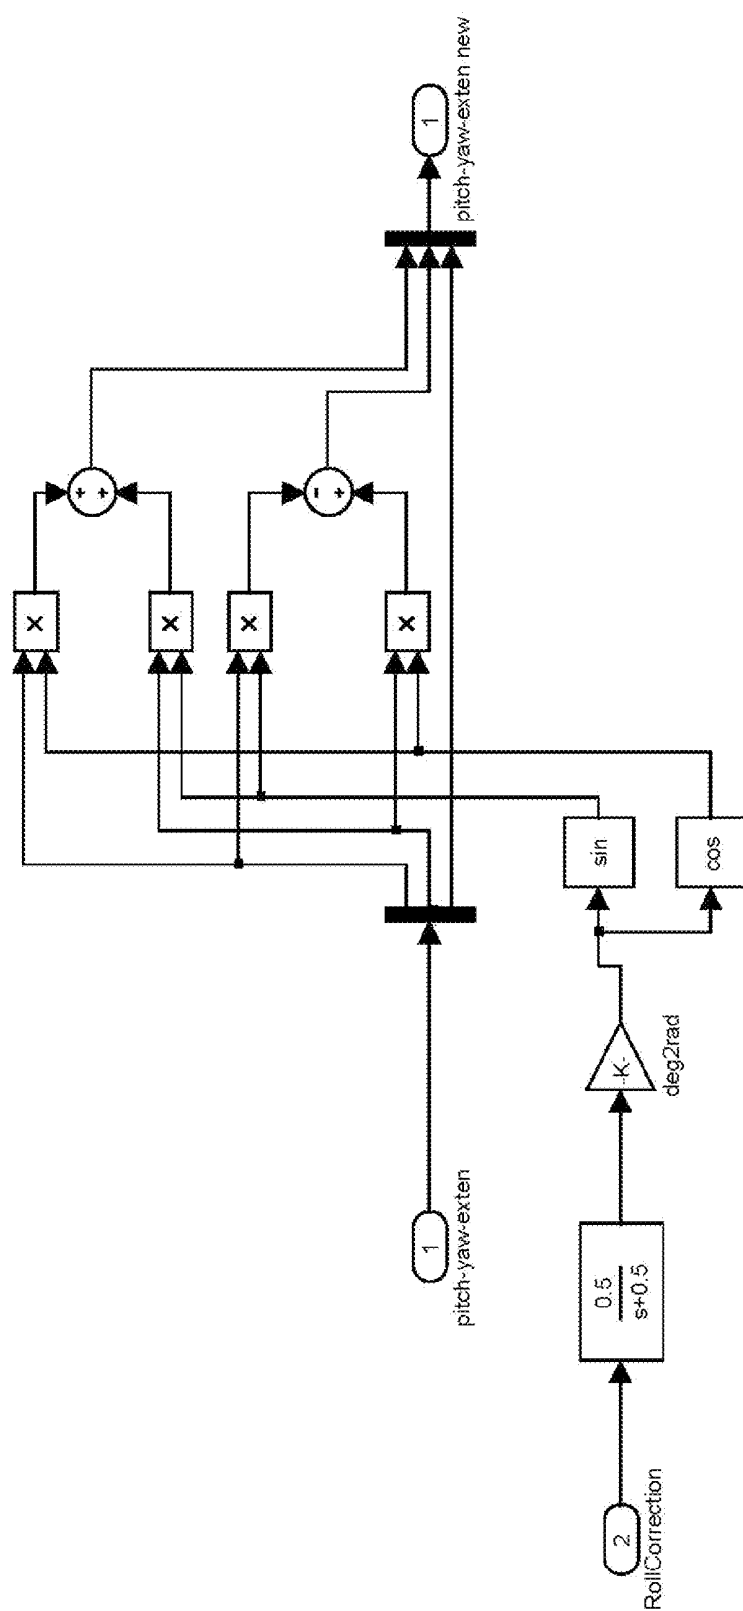 ×
×
×
×
+ +
- +
1
pitch-yaw-exten new
1
pitch-yaw-exten
sin
cos
2
RollCorrection
0.5
s+0.5
-K-
deg2rad